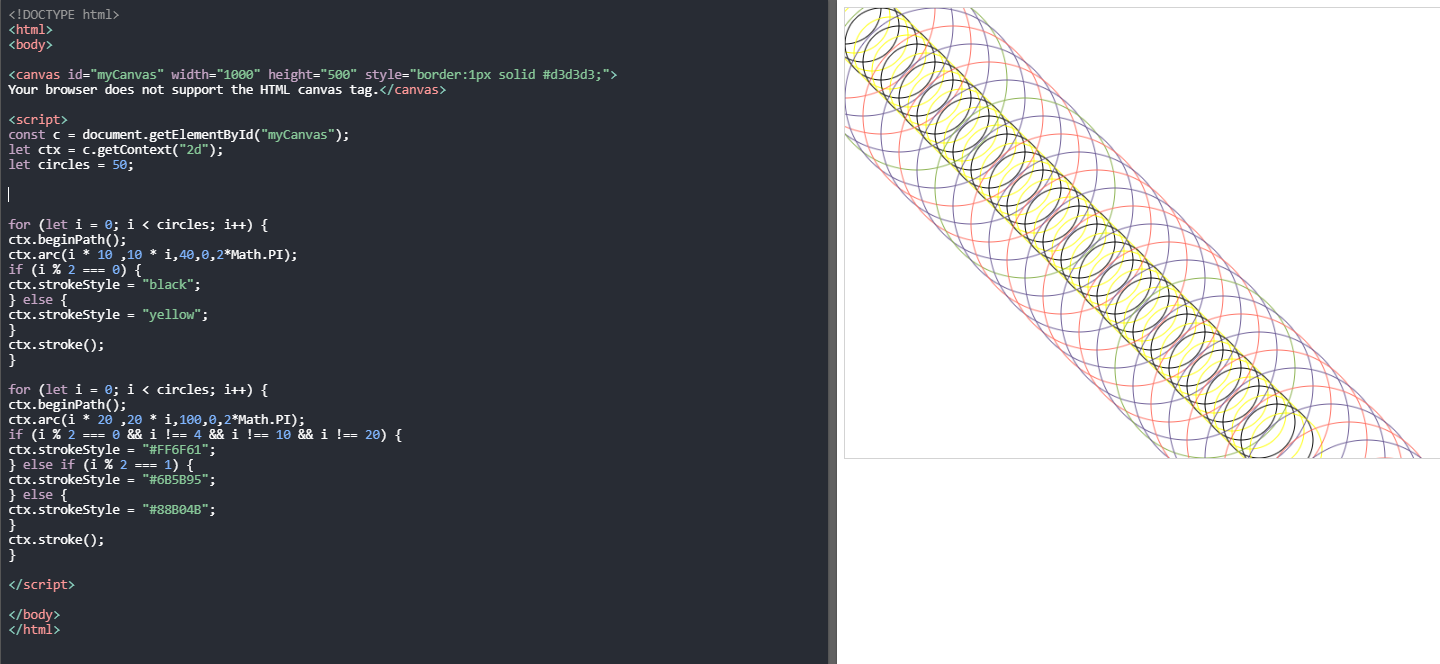 <!DOCTYPE html>
<html>
<body>
<canvas id="myCanvas" width="1000" height="500" style="border:1px solid #d3d3d3;">
Your browser does not support the HTML canvas tag.</canvas>
<script>
const c = document.getElementById("myCanvas");
let ctx = c.getContext("2d");
let circles = 50;
for (let i = 0; i < circles; i++) {
ctx.beginPath();
ctx.arc(i * 10 ,10 * i,40,0,2*Math.PI);
if (i % 2 === 0) {
ctx.strokeStyle = "black";
} else {
ctx.strokeStyle = "yellow";
}
ctx.stroke();
}
for (let i = 0; i < circles; i++) {
ctx.beginPath();
ctx.arc(i * 20 ,20 * i,100,0,2*Math.PI);
if (i % 2 === 0 && i !== 4 && i !== 10 && i !== 20) {
ctx.strokeStyle = "#FF6F61";
} else if (i % 2 === 1) {
ctx.strokeStyle = "#6B5B95";
} else {
ctx.strokeStyle = "#88B04B";
}
ctx.stroke();
}
</script>
</body>
</html>